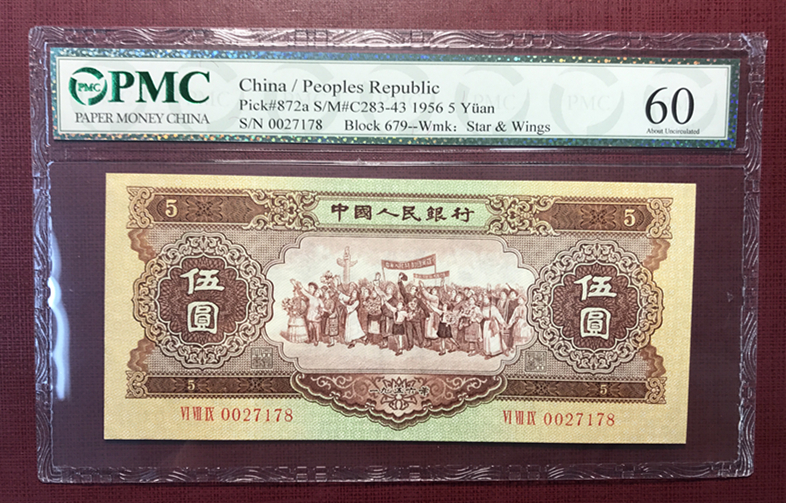 PMC PMC
PAPER MONEY CHINA
China / Peoples Republic
Pick#872a S/M#C283-43 1956 5 Yüan
S/N 0027178 Block 679--Wmk: Star & Wings
60
About Uncirculated
5 中國人民銀行 5
伍圓 伍圓
5 5
VI VII IX 0027178 VI VII IX 0027178